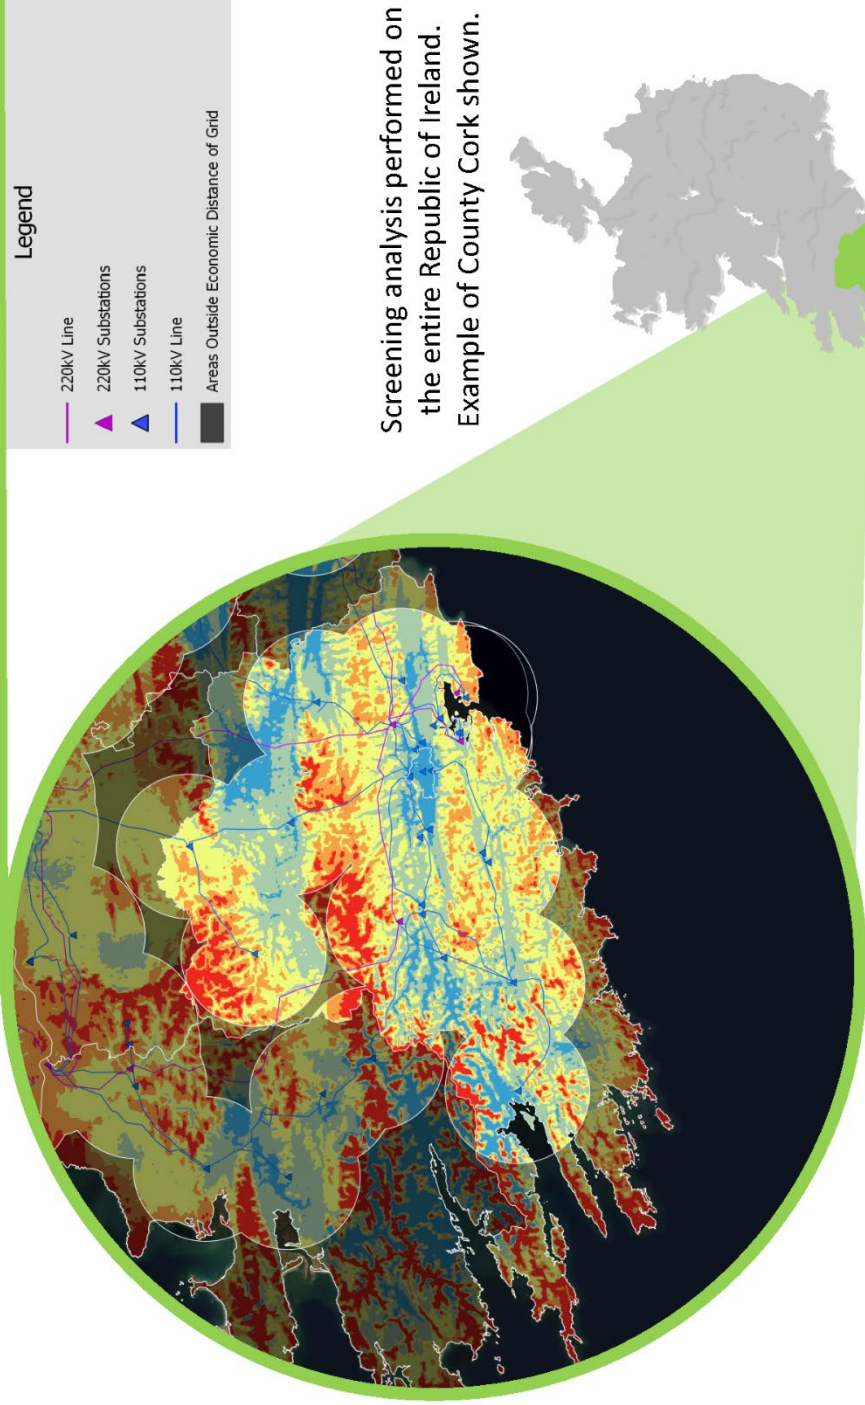 Legend
220kV Line
220kV Substations
110kV Substations
110kV Line
Areas Outside Economic Distance of Grid
Screening analysis performed on
the entire Republic of Ireland.
Example of County Cork shown.